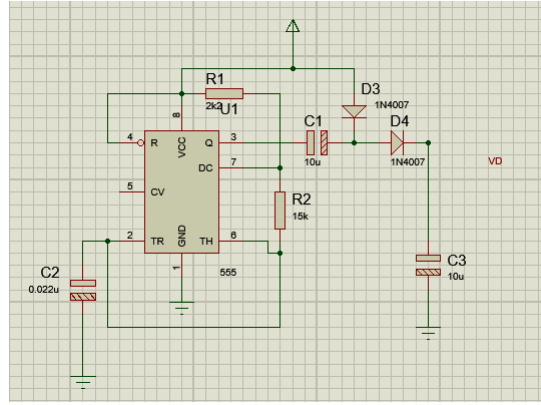 R1
2k2
U1
D3
1N4007
D4
1N4007
C1
10u
4
R
8
VCC
Q
3
DC
7
5
CV
R2
15k
2
TR
GND
TH
6
1
555
C2
0.022u
C3
10u
VD